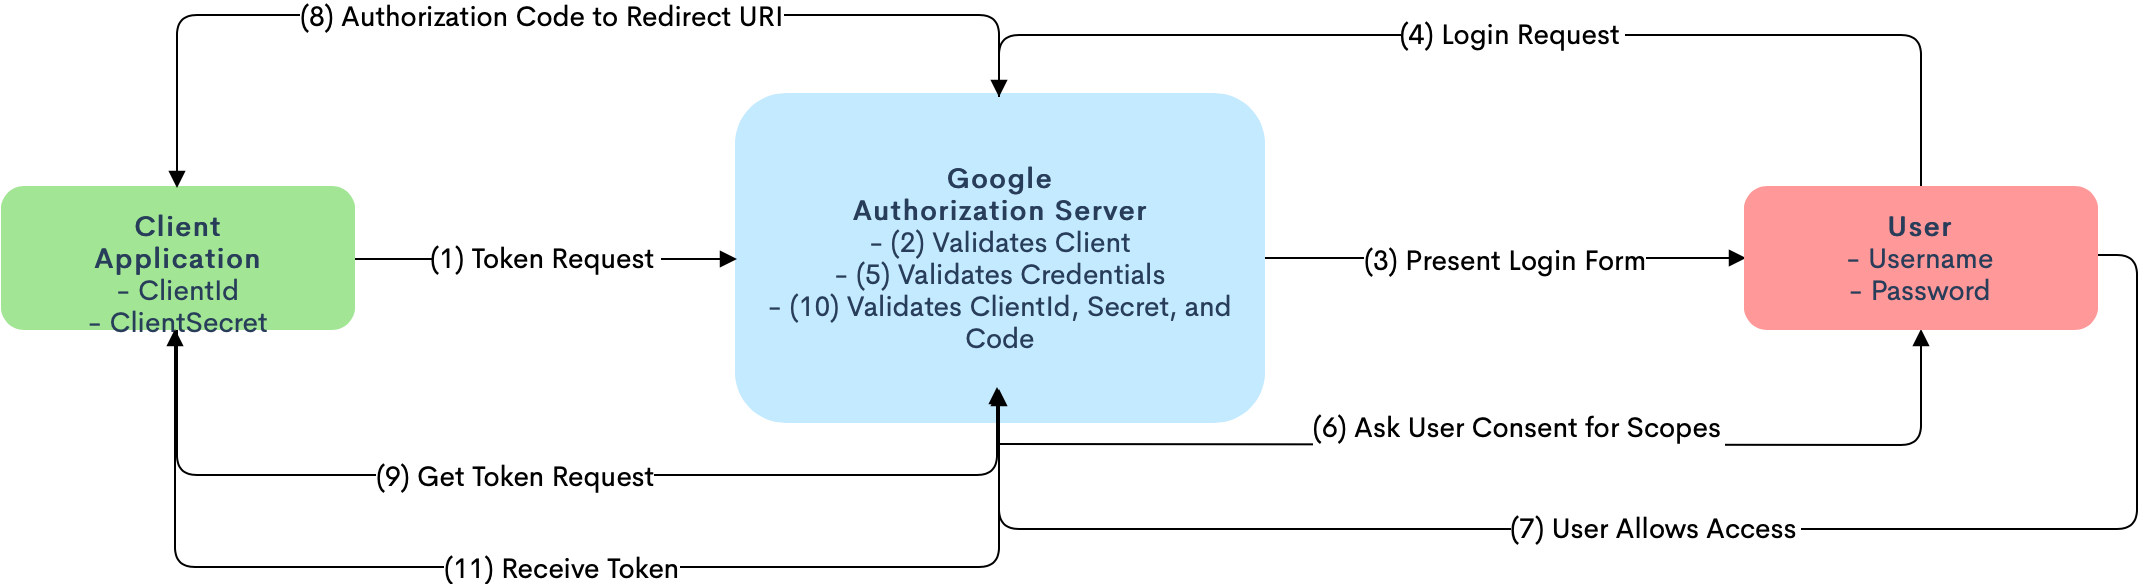 (8) Authorization Code to Redirect URI
(4) Login Request
Client
Application
- ClientId
- ClientSecret
(1) Token Request
Google
Authorization Server
- (2) Validates Client
- (5) Validates Credentials
- (10) Validates ClientId, Secret, and
Code
(3) Present Login Form
User
- Username
- Password
(6) Ask User Consent for Scopes
(9) Get Token Request
(7) User Allows Access
(11) Receive Token